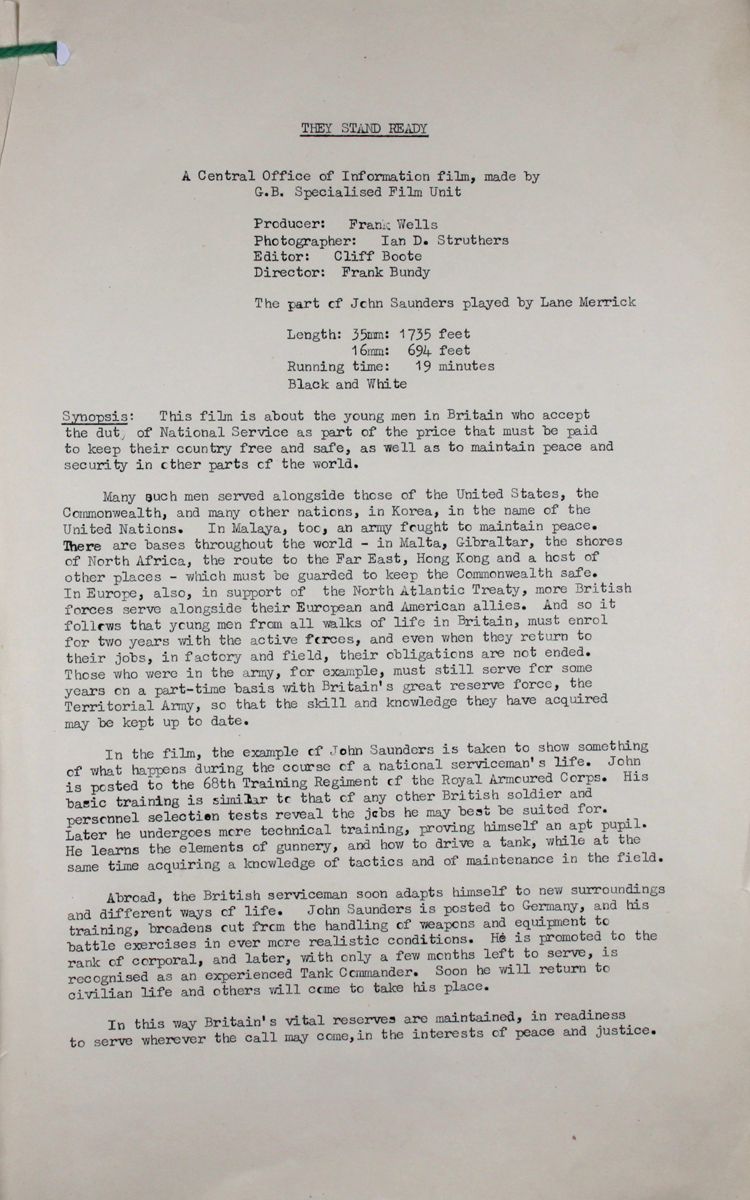 THEY STAND READY
A Central Office of Information film, made by
G.B. Specialised Film Unit
Producer: Frank Wells
Photographer: Ian D. Struthers
Editor: Cliff Boote
Director: Frank Bundy
The part of John Saunders played by Lane Merrick
Length: 35mm: 1735 feet
16mm: 694 feet
Running time: 19 minutes
Black and White
Synopsis: This film is about the young men in Britain who accept
the duty of National Service as part of the price that must be paid
to keep their country free and safe, as well as to maintain peace and
security in other parts of the world.
Many such men served alongside those of the United States, the
Commonwealth, and many other nations, in Korea, in the name of the
United Nations. In Malaya, too, an army fought to maintain peace.
There are bases throughout the world - in Malta, Gibraltar, the shores
of North Africa, the route to the Far East, Hong Kong and a host of
other places - which must be guarded to keep the Commonwealth safe.
In Europe, also, in support of the North Atlantic Treaty, more British
forces serve alongside their European and American allies. And so it
follows that young men from all walks of life in Britain, must enrol
for two years with the active forces, and even when they return to
their jobs, in factory and field, their obligations are not ended.
Those who were in the army, for example, must still serve for some
years on a part-time basis with Britain's great reserve force, the
Territorial Army, so that the skill and knowledge they have acquired
may be kept up to date.
In the film, the example of John Saunders is taken to show something
of what happens during the course of a national serviceman's life. John
is posted to the 68th Training Regiment of the Royal Armoured Corps. His
basic training is similar to that of any other British soldier and
personnel selection tests reveal the jobs he may best be suited for.
Later he undergoes more technical training, proving himself an apt pupil.
He learns the elements of gunnery, and how to drive a tank, while at the
same time acquiring a knowledge of tactics and of maintenance in the field.
Abroad, the British serviceman soon adapts himself to new surroundings
and different ways of life. John Saunders is posted to Germany, and his
training, broadens out from the handling of weapons and equipment to
battle exercises in ever more realistic conditions. He is promoted to the
rank of corporal, and later, with only a few months left to serve, is
recognised as an experienced Tank Commander. Soon he will return to
civilian life and others will come to take his place.
In this way Britain's vital reserves are maintained, in readiness
to serve wherever the call may come,in the interests of peace and justice.